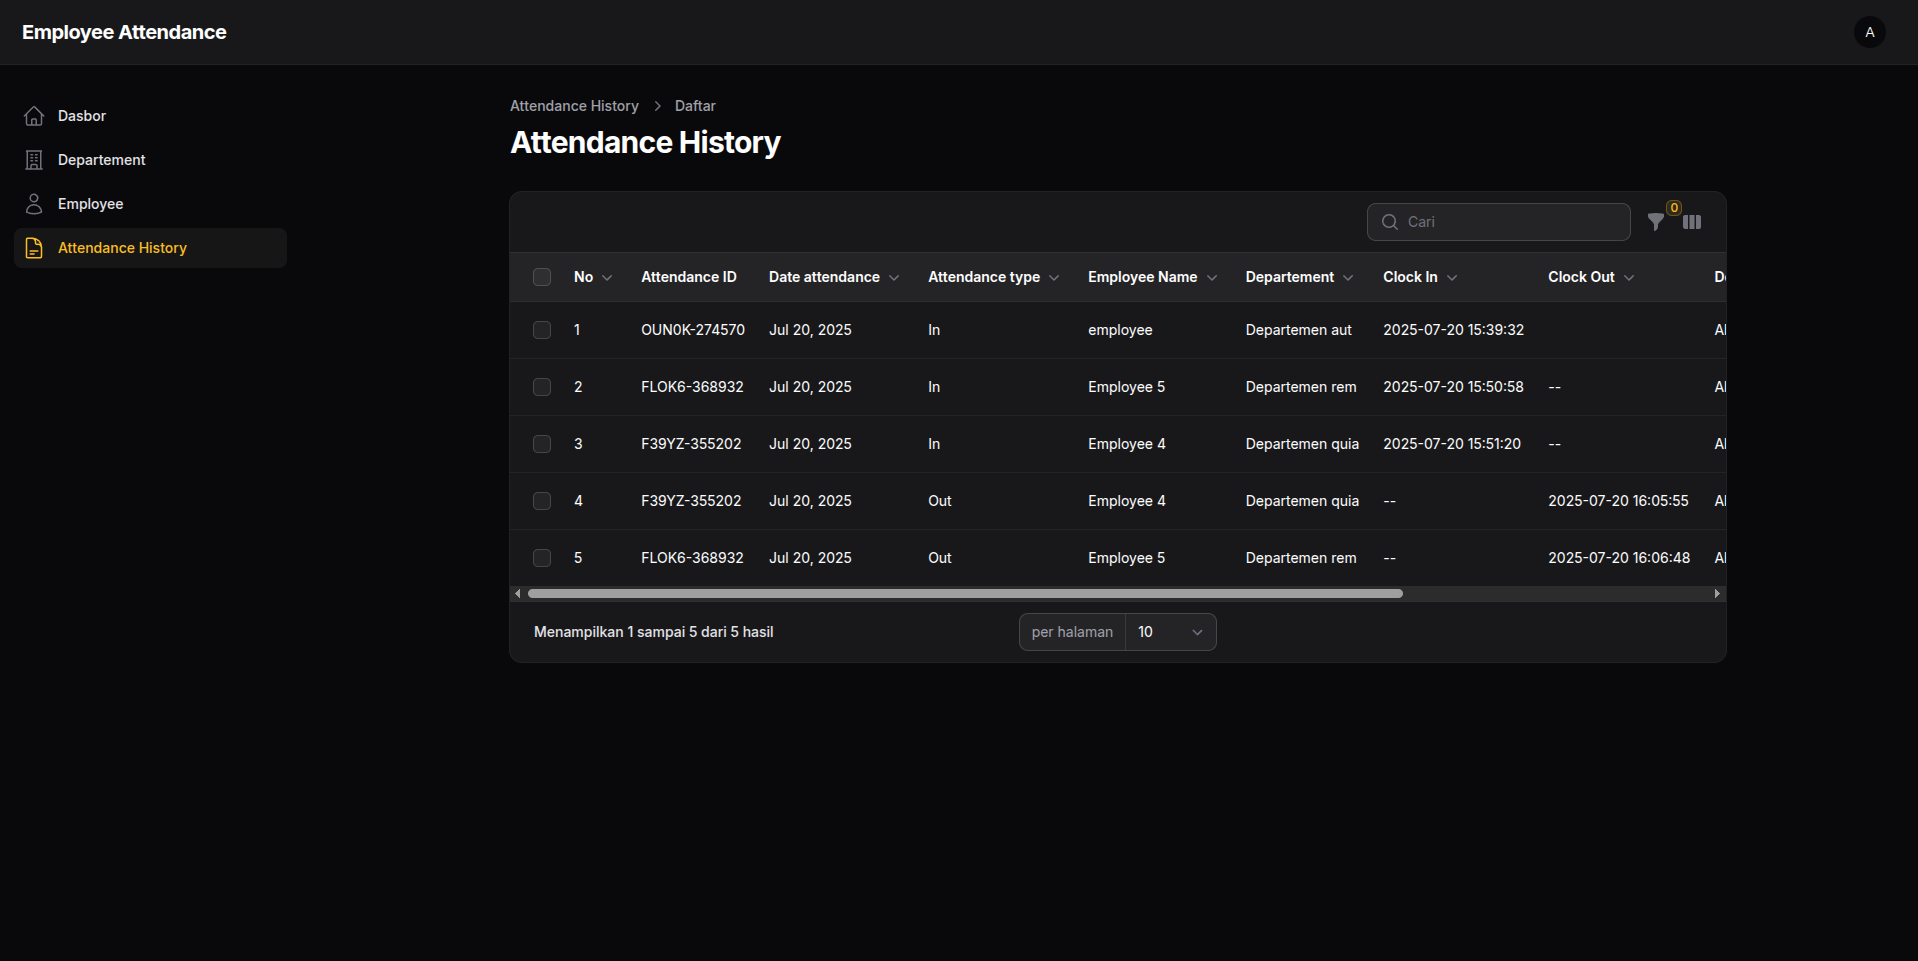 Employee Attendance
A
Dasbor
Departement
Employee
Attendance History
Attendance History > Daftar
Attendance History
Cari
0
No Attendance ID Date attendance Attendance type Employee Name Departement Clock In Clock Out
1 OUN0K-274570 Jul 20, 2025 In employee Departemen aut 2025-07-20 15:39:32
2 FLOK6-368932 Jul 20, 2025 In Employee 5 Departemen rem 2025-07-20 15:50:58 --
3 F39YZ-355202 Jul 20, 2025 In Employee 4 Departemen quia 2025-07-20 15:51:20 --
4 F39YZ-355202 Jul 20, 2025 Out Employee 4 Departemen quia -- 2025-07-20 16:05:55
5 FLOK6-368932 Jul 20, 2025 Out Employee 5 Departemen rem -- 2025-07-20 16:06:48
Menampilkan 1 sampai 5 dari 5 hasil
per halaman 10